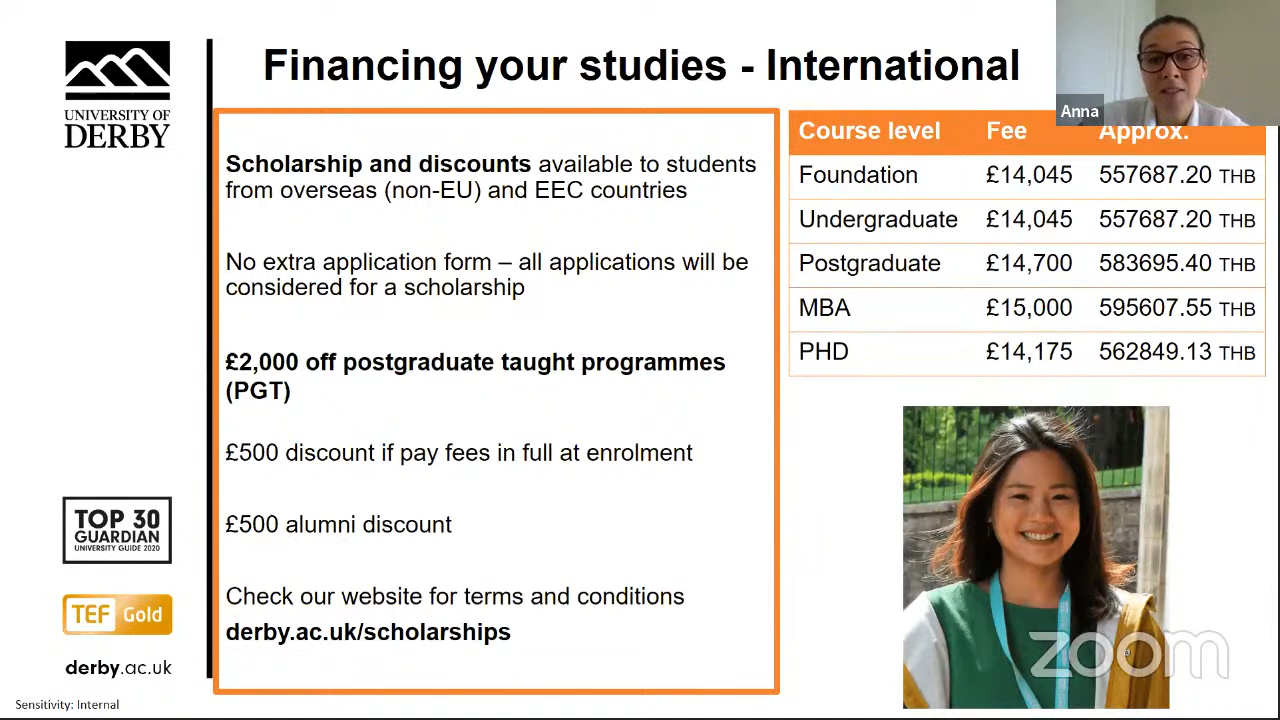 UNIVERSITY OF
DERBY
Financing your studies - International
Anna
Scholarship and discounts available to students
from overseas (non-EU) and EEC countries
No extra application form – all applications will be
considered for a scholarship
£2,000 off postgraduate taught programmes
(PGT)
£500 discount if pay fees in full at enrolment
£500 alumni discount
Check our website for terms and conditions
derby.ac.uk/scholarships
Course level Fee Approx.
Foundation £14,045 557687.20 THB
Undergraduate £14,045 557687.20 THB
Postgraduate £14,700 583695.40 THB
MBA £15,000 595607.55 THB
PHD £14,175 562849.13 THB
TOP 30
GUARDIAN
UNIVERSITY GUIDE 2020
TEF Gold
derby.ac.uk
Sensitivity: Internal
zoom